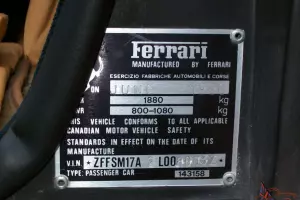 Ferrari
MANUFACTURED BY FERRARI
ESERCIZIO FABBRICHE AUTOMOBILI E CORSE
ON
1880 kg
800-1080 kg
THIS VEHICLE CONFORMS TO ALL APPLICABLE
CANADIAN MOTOR VEHICLE SAFETY
STANDARDS IN EFFECT ON THE DATE OF
MANUFACTURE
V.I.N. ZFFSM17A L00
TYPE: PASSENGER CAR 143158